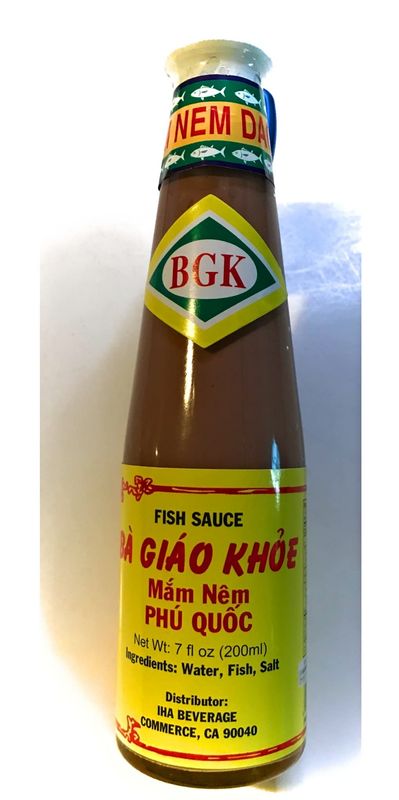 NEM DA
BGK
FISH SAUCE
BÀ GIÁO KHỎE
Mắm Nêm
PHÚ QUỐC
Net Wt: 7 fl oz (200ml)
Ingredients: Water, Fish, Salt
Distributor:
IHA BEVERAGE
COMMERCE, CA 90040